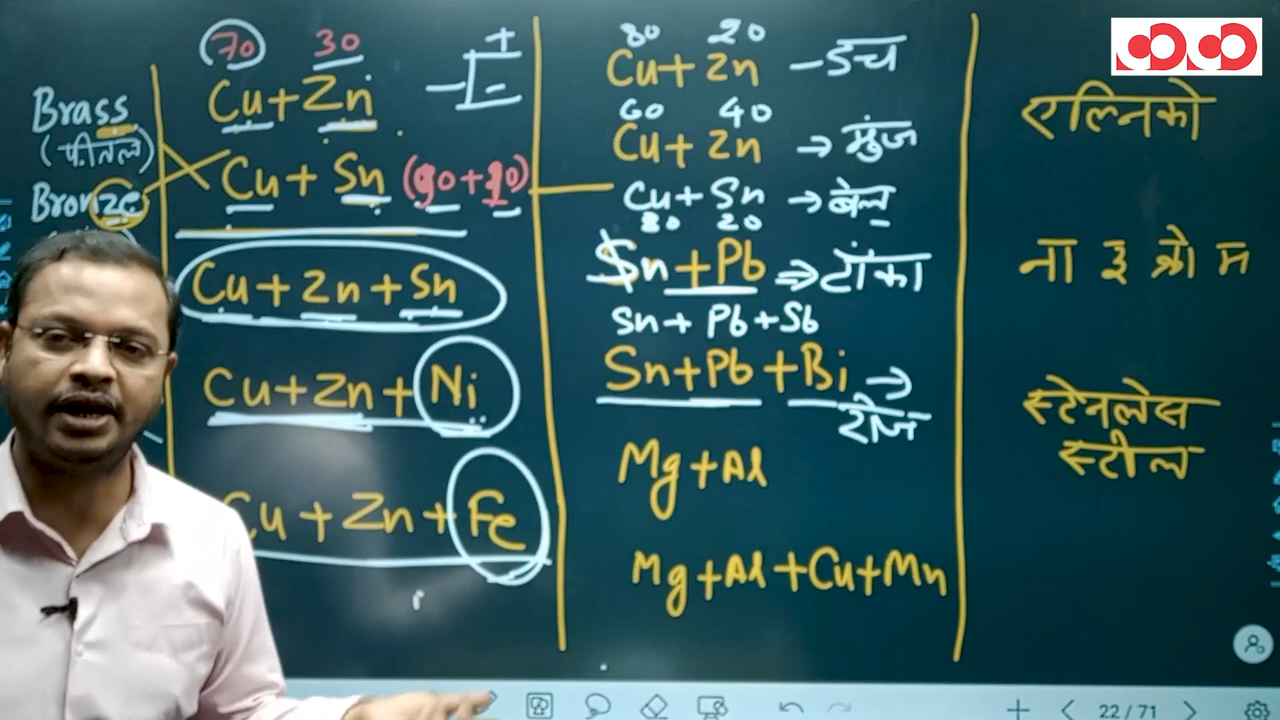 Brass
(पीतल)
Bronze
70 30
Cu+Zn
+
-
Cu+Sn (90+10)
Cu+Zn+Sn
Cu+Zn+Ni
Cu+Zn+Fe
80 20
Cu+Zn -डच
60 40
Cu+Zn → मुंज
Cu+Sn → बेल
80 20
Sn+Pb ⇒ टाँका
Sn+Pb+Sb
Sn+Pb+Bi →
रोज
Mg+Al
Mg+Al+Cu+Mn
एल्निको
नाइक्रोम
स्टेनलेस
स्टील
22 / 71